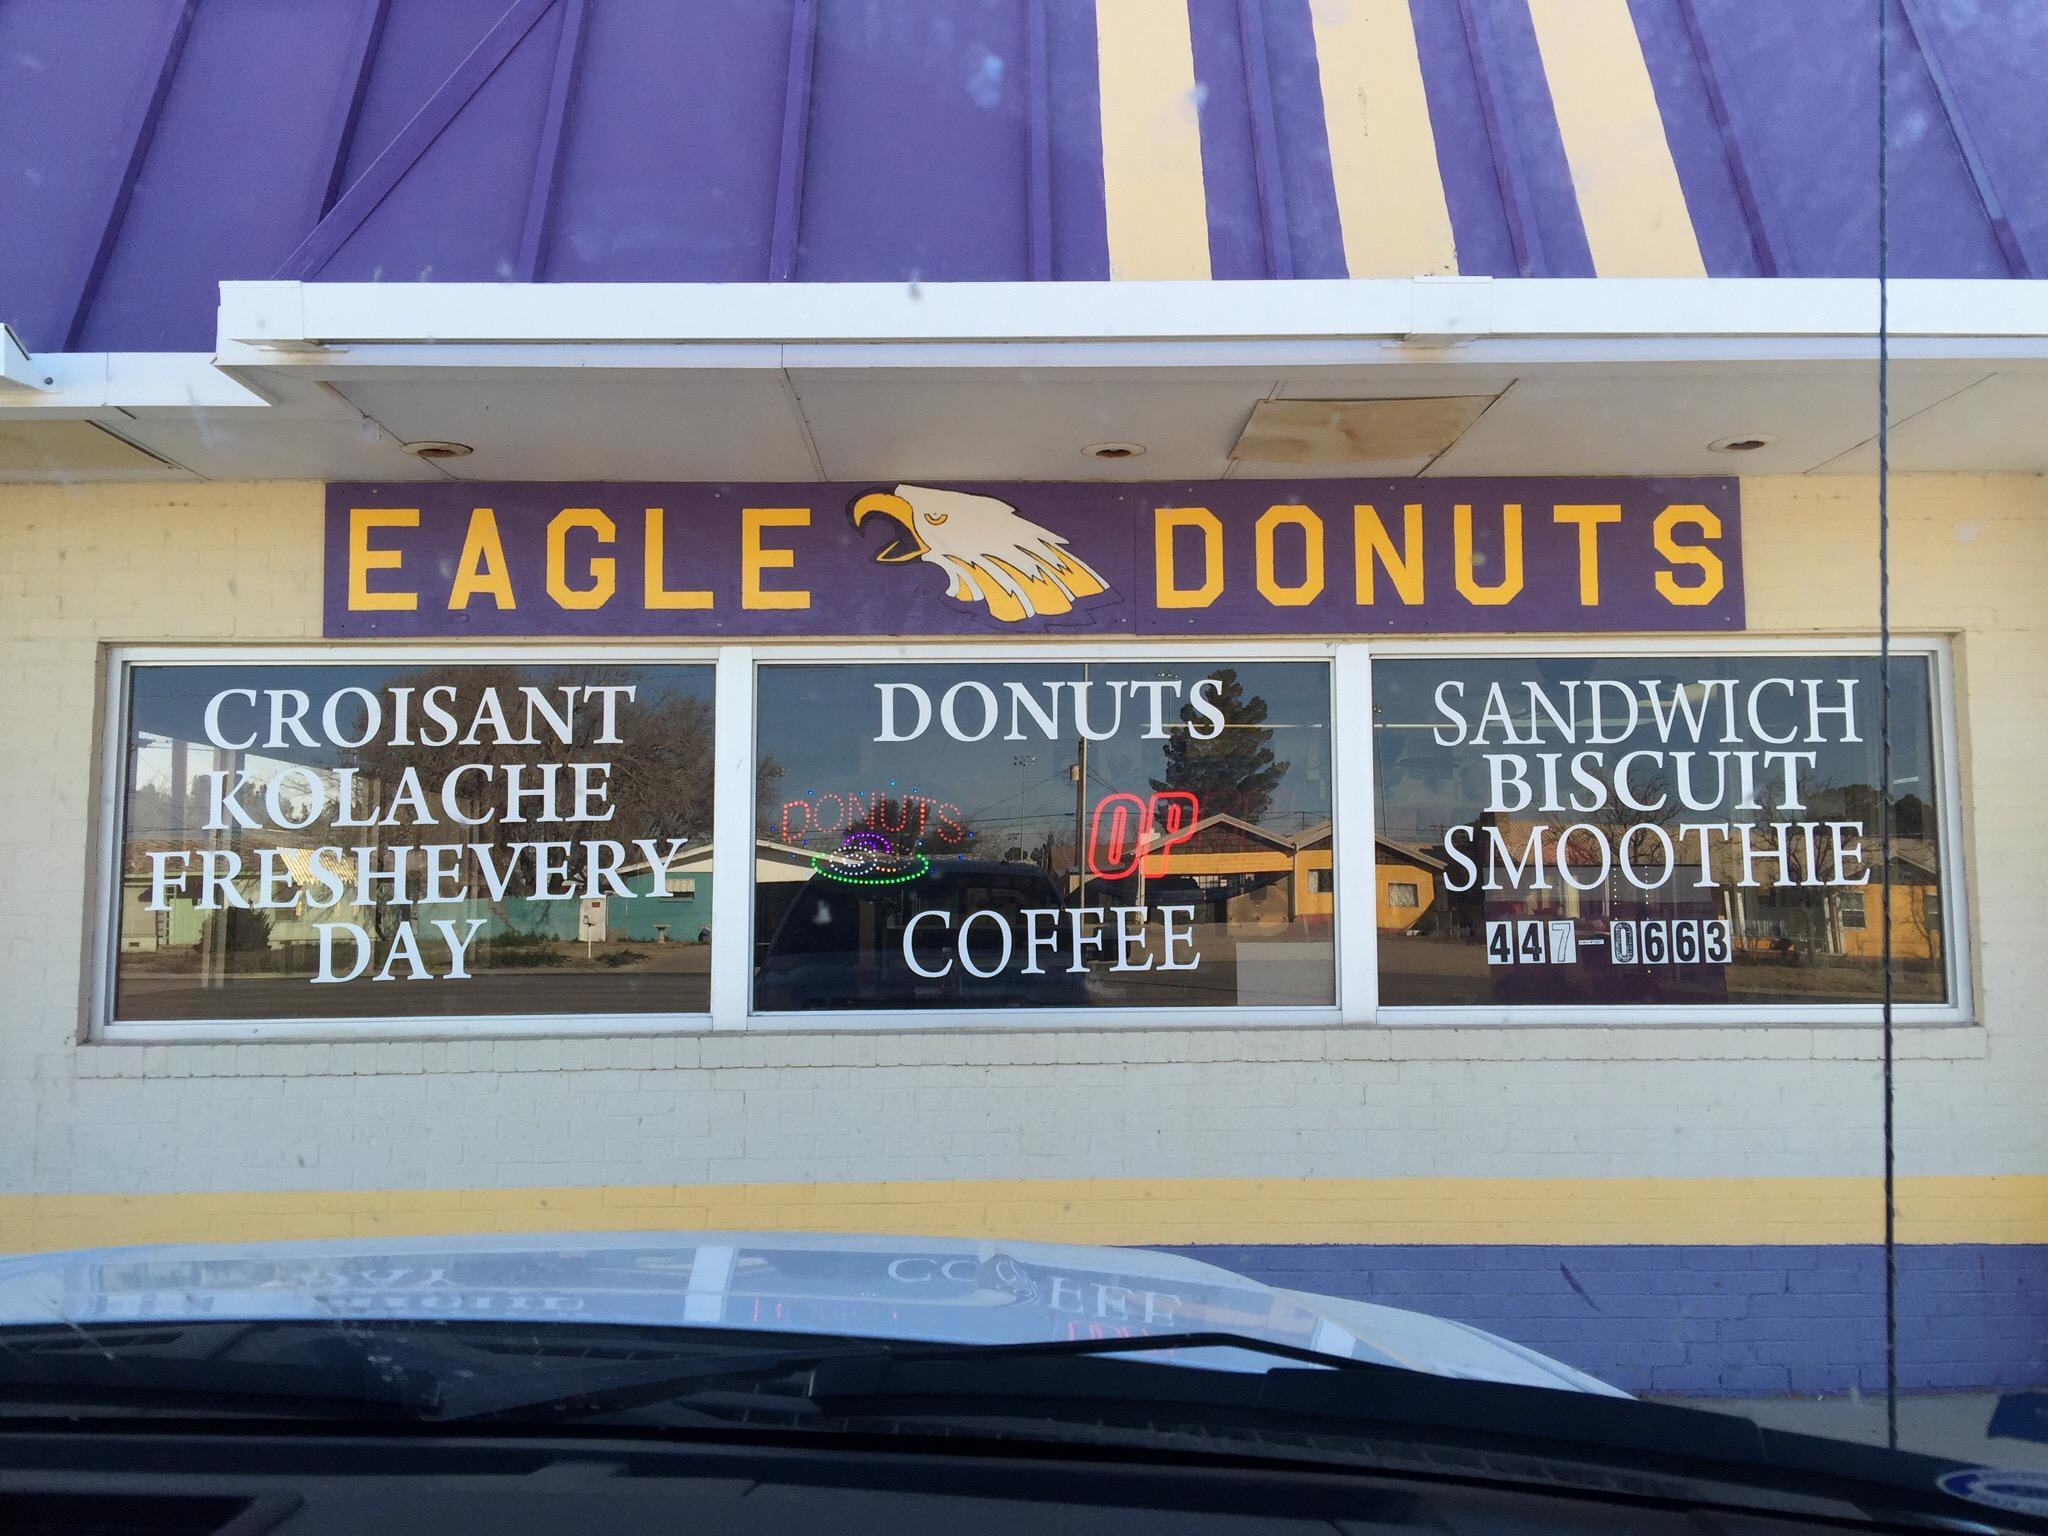 EAGLE DONUTS
CROISANT
KOLACHE
FRESHEVERY
DAY
DONUTS
DONUTS
OP
COFFEE
SANDWICH
BISCUIT
SMOOTHIE
447-0663